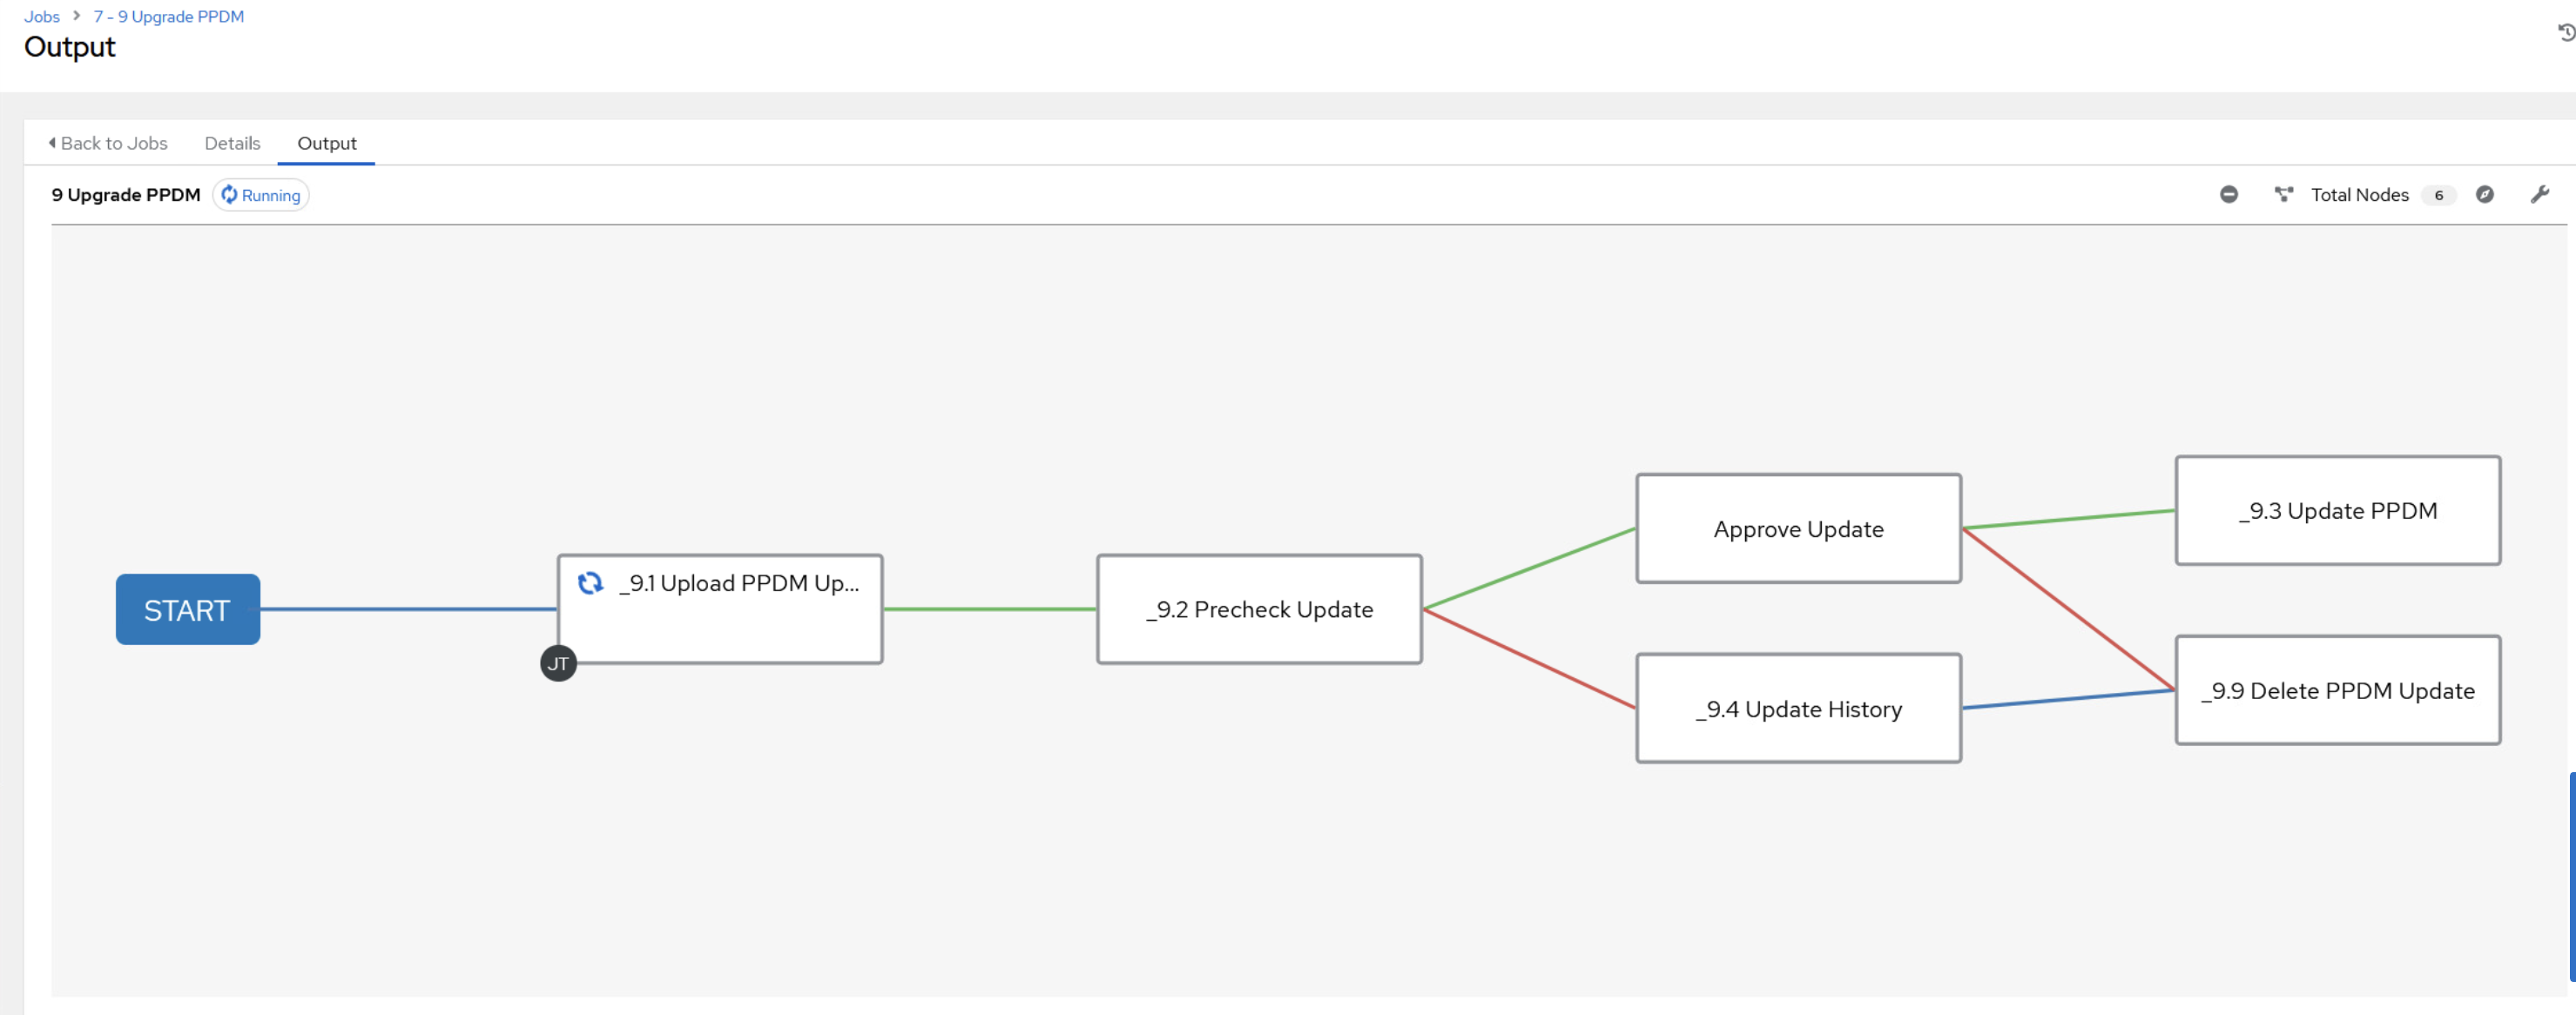 Jobs > 7 - 9 Upgrade PPDM
Output
Back to Jobs Details Output
9 Upgrade PPDM Running Total Nodes 6
START
_9.1 Upload PPDM Up...
JT
_9.2 Precheck Update
Approve Update
_9.4 Update History
_9.3 Update PPDM
_9.9 Delete PPDM Update